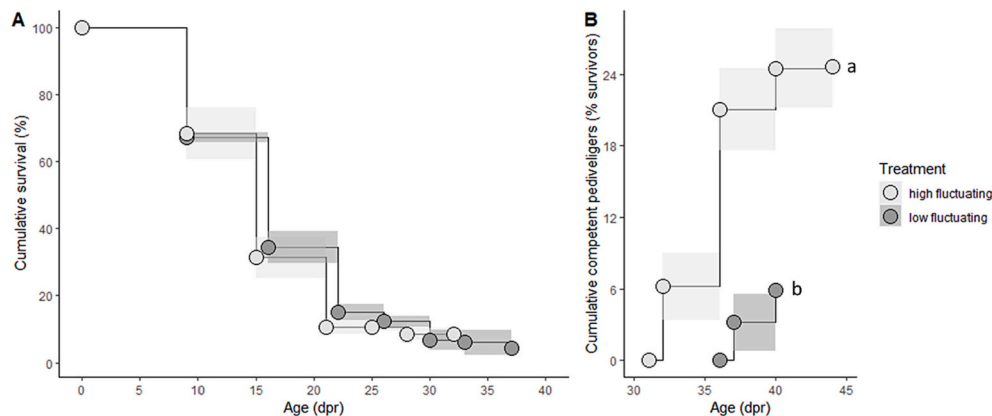 A
Cumulative survival (%)
100
80
60
40
20
0
0 5 10 15 20 25 30 35 40
Age (dpr)
B
Cumulative competent pediveligers (% survivors)
24
18
12
6
0
30 35 40 45
Age (dpr)
a
b
Treatment
high fluctuating
low fluctuating